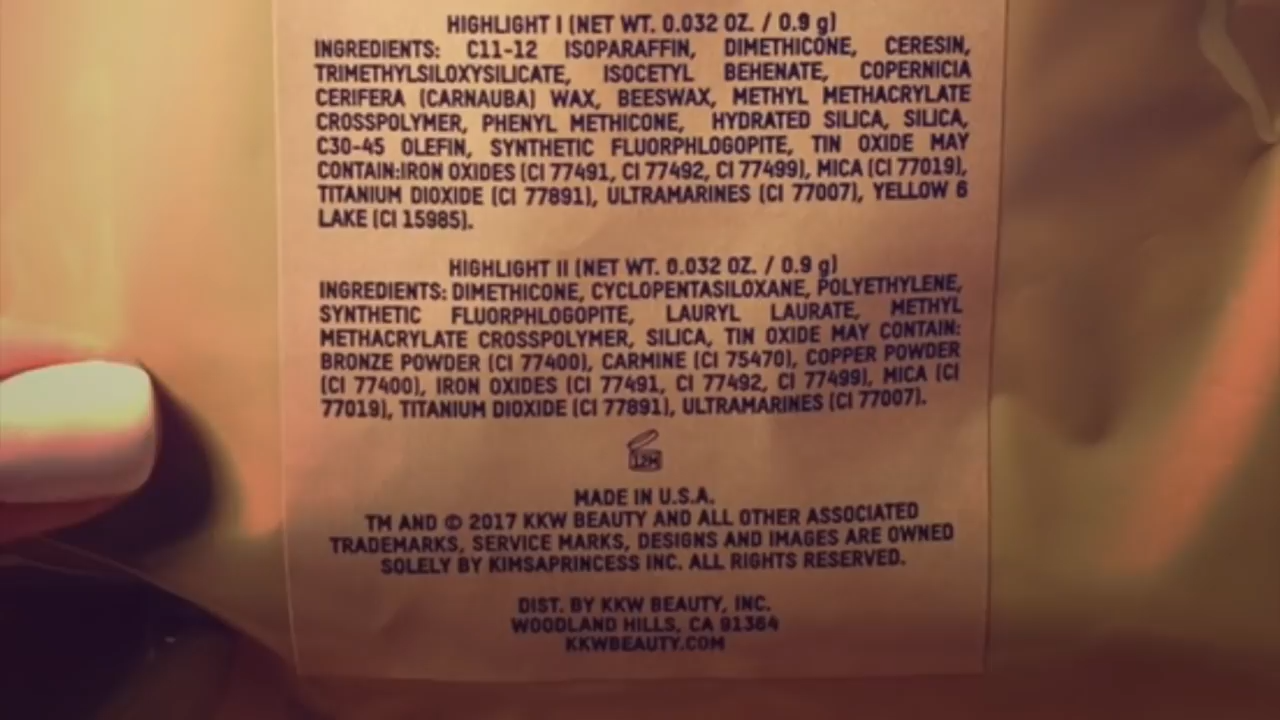 HIGHLIGHT I (NET WT. 0.032 OZ. / 0.9 g)
INGREDIENTS: C11-12 ISOPARAFFIN, DIMETHICONE, CERESIN,
TRIMETHYLSILOXYSILICATE, ISOCETYL BEHENATE, COPERNICIA
CERIFERA (CARNAUBA) WAX, BEESWAX, METHYL METHACRYLATE
CROSSPOLYMER, PHENYL METHICONE, HYDRATED SILICA, SILICA,
C30-45 OLEFIN, SYNTHETIC FLUORPHLOGOPITE, TIN OXIDE MAY
CONTAIN:IRON OXIDES (CI 77491, CI 77492, CI 77499), MICA (CI 77019),
TITANIUM DIOXIDE (CI 77891), ULTRAMARINES (CI 77007), YELLOW 6
LAKE (CI 15985).
HIGHLIGHT II (NET WT. 0.032 OZ. / 0.9 g)
INGREDIENTS: DIMETHICONE, CYCLOPENTASILOXANE, POLYETHYLENE,
SYNTHETIC FLUORPHLOGOPITE, LAURYL LAURATE, METHYL
METHACRYLATE CROSSPOLYMER, SILICA, TIN OXIDE MAY CONTAIN:
BRONZE POWDER (CI 77400), CARMINE (CI 75470), COPPER POWDER
(CI 77400), IRON OXIDES (CI 77491, CI 77492, CI 77499), MICA (CI
77019), TITANIUM DIOXIDE (CI 77891), ULTRAMARINES (CI 77007).
12M
MADE IN U.S.A.
TM AND © 2017 KKW BEAUTY AND ALL OTHER ASSOCIATED
TRADEMARKS, SERVICE MARKS, DESIGNS AND IMAGES ARE OWNED
SOLELY BY KIMSAPRINCESS INC. ALL RIGHTS RESERVED.
DIST. BY KKW BEAUTY, INC.
WOODLAND HILLS, CA 91364
KKWBEAUTY.COM